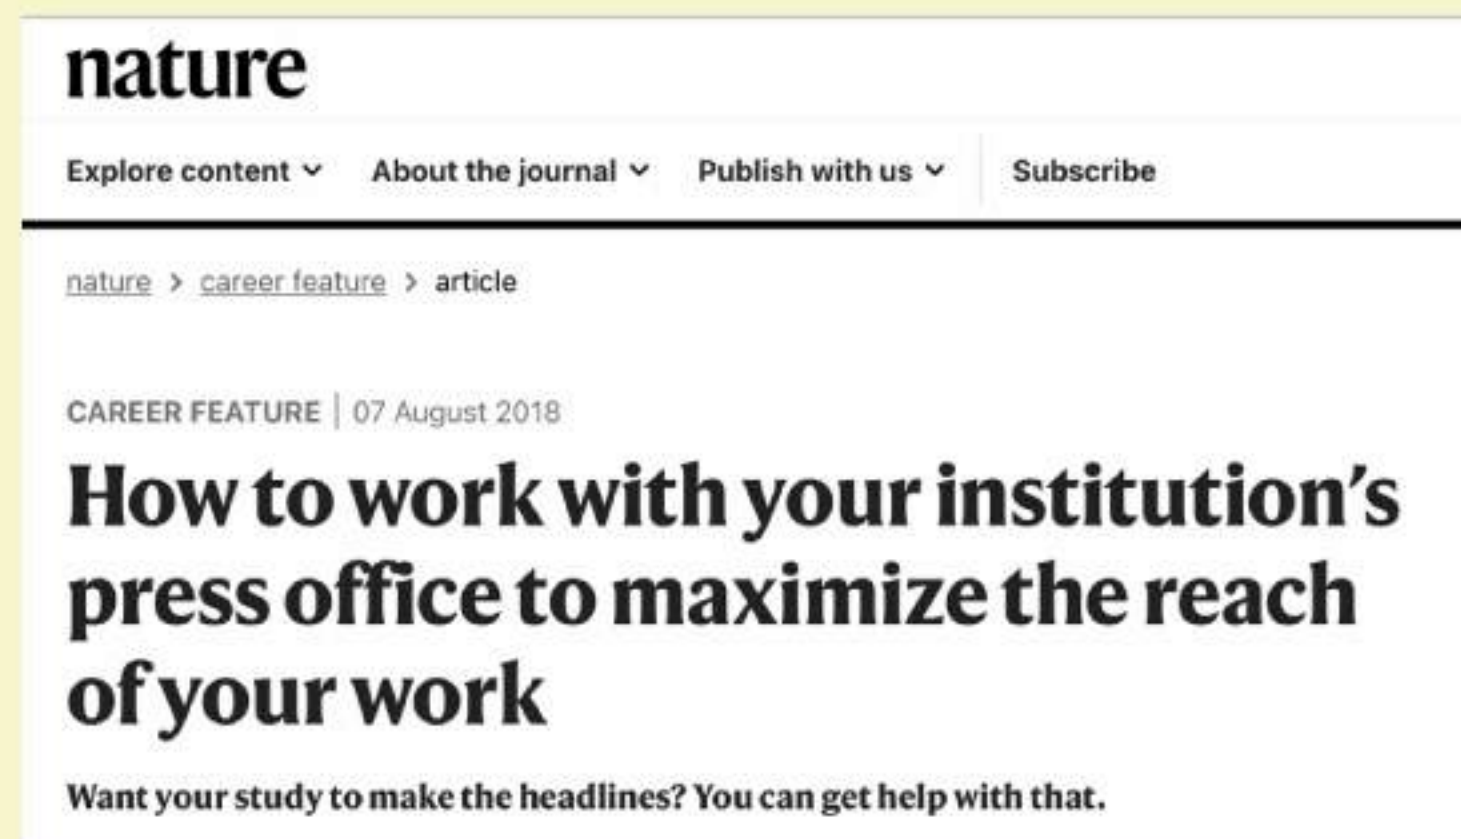 nature
Explore content About the journal Publish with us Subscribe
nature > career feature > article
CAREER FEATURE | 07 August 2018
How to work with your institution’s
press office to maximize the reach
of your work
Want your study to make the headlines? You can get help with that.